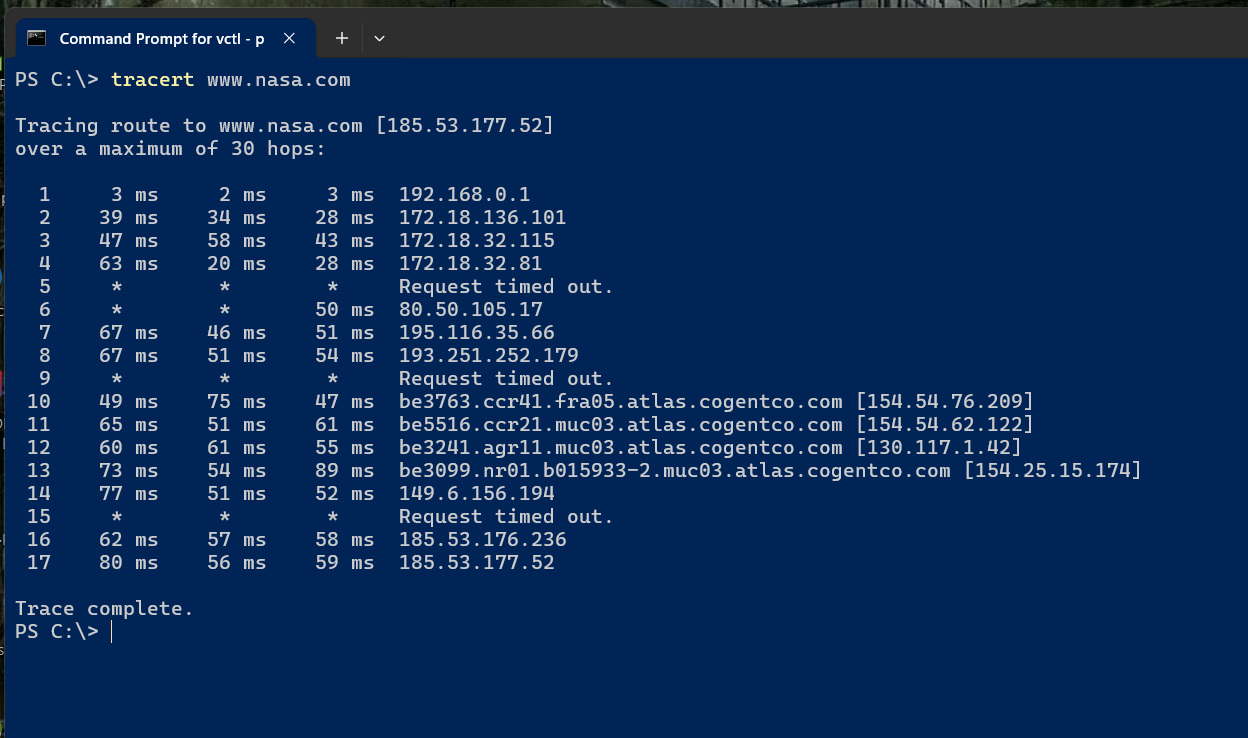 Command Prompt for vctl - p
PS C:\> tracert www.nasa.com
Tracing route to www.nasa.com [185.53.177.52]
over a maximum of 30 hops:
1 3 ms 2 ms 3 ms 192.168.0.1
2 39 ms 34 ms 28 ms 172.18.136.101
3 47 ms 58 ms 43 ms 172.18.32.115
4 63 ms 20 ms 28 ms 172.18.32.81
5 * * * Request timed out.
6 * * 50 ms 80.50.105.17
7 67 ms 46 ms 51 ms 195.116.35.66
8 67 ms 51 ms 54 ms 193.251.252.179
9 * * * Request timed out.
10 49 ms 75 ms 47 ms be3763.ccr41.fra05.atlas.cogentco.com [154.54.76.209]
11 65 ms 51 ms 61 ms be5516.ccr21.muc03.atlas.cogentco.com [154.54.62.122]
12 60 ms 61 ms 55 ms be3241.agr11.muc03.atlas.cogentco.com [130.117.1.42]
13 73 ms 54 ms 89 ms be3099.nr01.b015933-2.muc03.atlas.cogentco.com [154.25.15.174]
14 77 ms 51 ms 52 ms 149.6.156.194
15 * * * Request timed out.
16 62 ms 57 ms 58 ms 185.53.176.236
17 80 ms 56 ms 59 ms 185.53.177.52
Trace complete.
PS C:\>